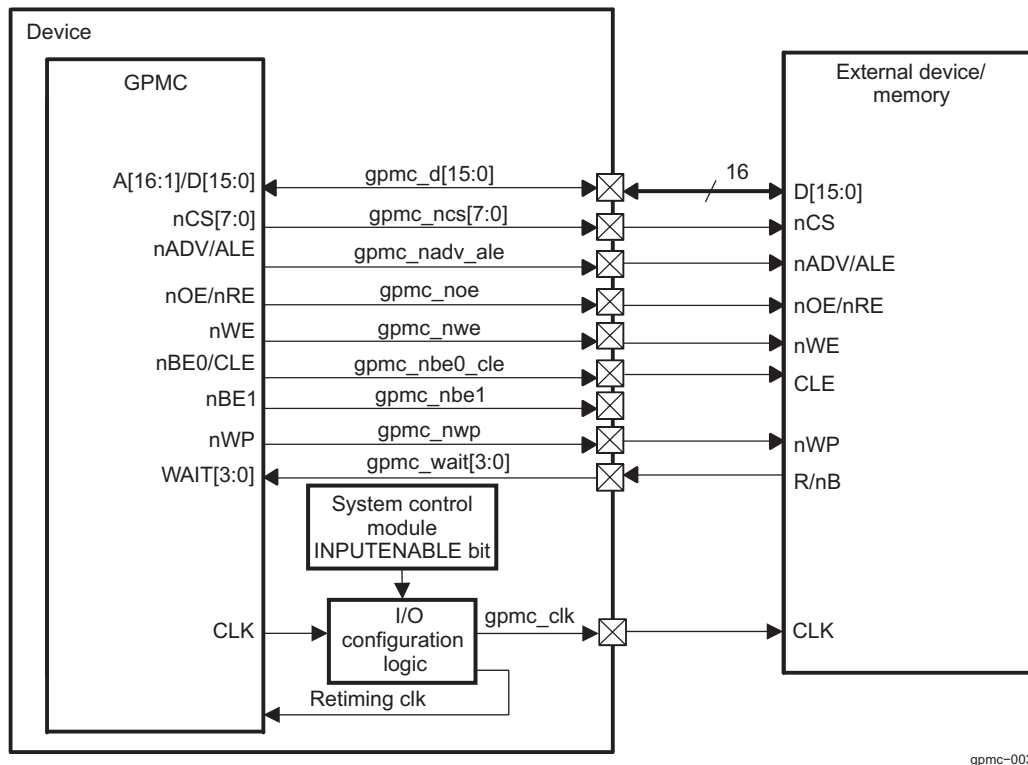 Device
GPMC
External device/
memory
A[16:1]/D[15:0]
gpmc_d[15:0]
16
D[15:0]
nCS[7:0]
gpmc_ncs[7:0]
nCS
nADV/ALE
gpmc_nadv_ale
nADV/ALE
nOE/nRE
gpmc_noe
nOE/nRE
nWE
gpmc_nwe
nWE
nBE0/CLE
gpmc_nbe0_cle
CLE
nBE1
gpmc_nbe1
nWP
gpmc_nwp
nWP
WAIT[3:0]
gpmc_wait[3:0]
R/nB
System control
module
INPUTENABLE bit
CLK
I/O
configuration
logic
gpmc_clk
CLK
Retiming clk
gpmc−003